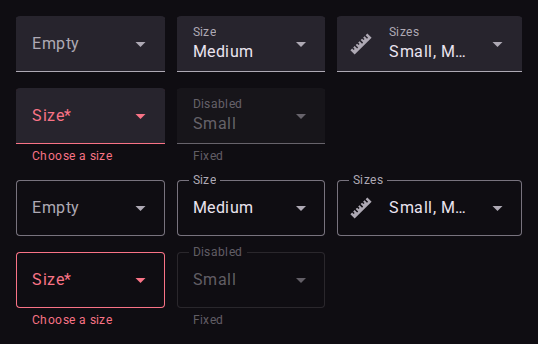 Empty
Size
Medium
Sizes
Small, M...
Size*
Choose a size
Disabled
Small
Fixed
Empty
Size
Medium
Sizes
Small, M...
Size*
Choose a size
Disabled
Small
Fixed